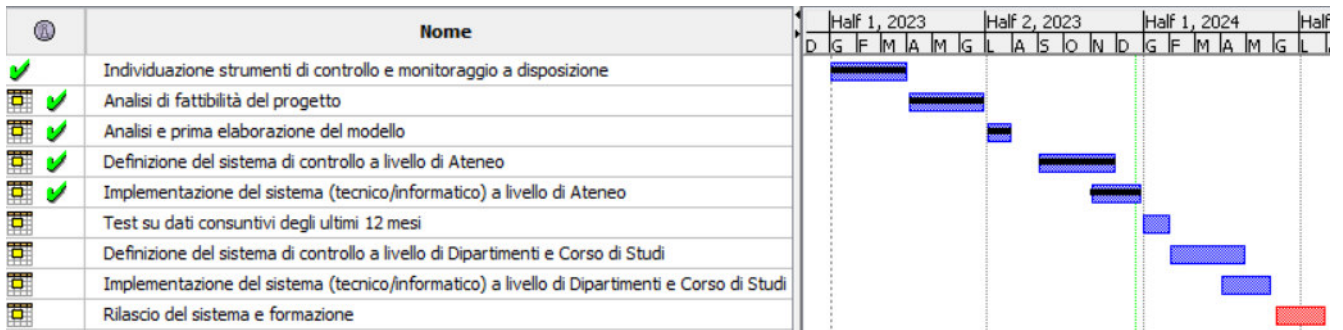 Nome
Half 1, 2023 Half 2, 2023 Half 1, 2024 Half
D G F M A M G L A S O N D G F M A M G L
Individuazione strumenti di controllo e monitoraggio a disposizione
Analisi di fattibilità del progetto
Analisi e prima elaborazione del modello
Definizione del sistema di controllo a livello di Ateneo
Implementazione del sistema (tecnico/informatico) a livello di Ateneo
Test su dati consuntivi degli ultimi 12 mesi
Definizione del sistema di controllo a livello di Dipartimenti e Corso di Studi
Implementazione del sistema (tecnico/informatico) a livello di Dipartimenti e Corso di Studi
Rilascio del sistema e formazione